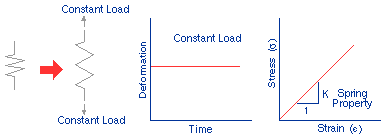 Constant Load
Constant Load
Deformation
Constant Load
Time
Stress (σ)
K
Spring
Property
1
Strain (ε)